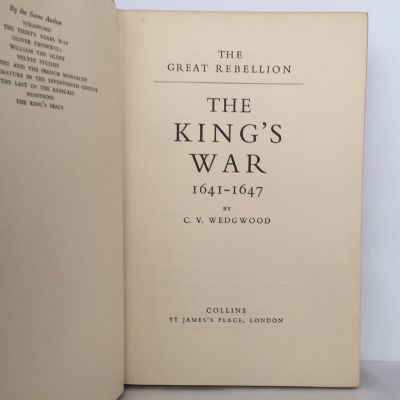 By the Same Author
STRAFFORD
THE THIRTY YEARS WAR
OLIVER CROMWELL
WILLIAM THE SILENT
VELVET STUDIES
AND THE FRENCH MONARCHY
IN THE SEVENTEENTH CENTURY
THE LAST OF THE RADICALS
MONTROSE
THE KING'S PEACE
THE
GREAT REBELLION
THE
KING'S
WAR
1641-1647
BY
C. V. WEDGWOOD
COLLINS
ST JAMES'S PLACE, LONDON